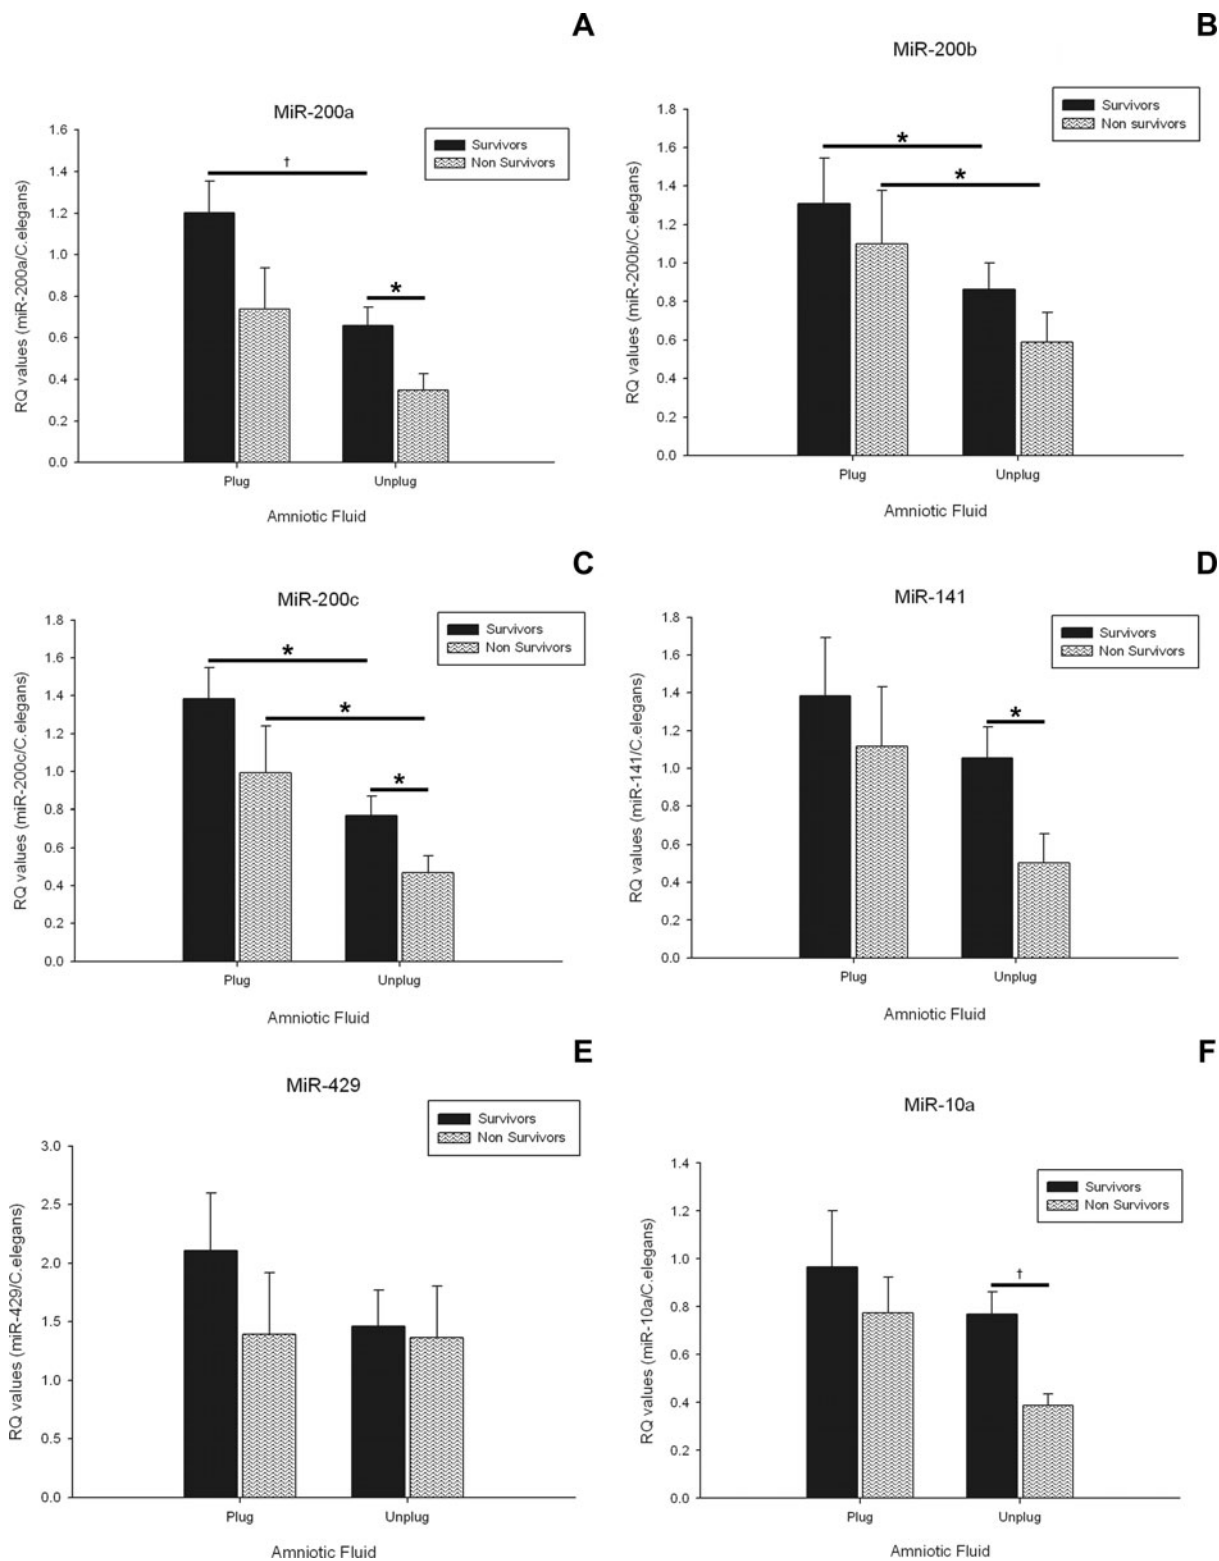 A
MiR-200a
Survivors
Non Survivors
RQ values (miR-200a/C.elegans)
1.6
1.4
1.2
1.0
0.8
0.6
0.4
0.2
0.0
†
*
Plug
Unplug
Amniotic Fluid
B
MiR-200b
Survivors
Non survivors
RQ values (miR-200b/C.elegans)
1.8
1.6
1.4
1.2
1.0
0.8
0.6
0.4
0.2
0.0
*
*
Plug
Unplug
Amniotic Fluid
C
MiR-200c
Survivors
Non Survivors
RQ values (miR-200c/C.elegans)
1.8
1.6
1.4
1.2
1.0
0.8
0.6
0.4
0.2
0.0
*
*
*
Plug
Unplug
Amniotic Fluid
D
MiR-141
Survivors
Non Survivors
RQ values (miR-141/C.elegans)
1.8
1.6
1.4
1.2
1.0
0.8
0.6
0.4
0.2
0.0
*
Plug
Unplug
Amniotic Fluid
E
MiR-429
Survivors
Non Survivors
RQ values (miR-429/C.elegans)
3.0
2.5
2.0
1.5
1.0
0.5
0.0
Plug
Unplug
Amniotic Fluid
F
MiR-10a
Survivors
Non Survivors
RQ values (miR-10a/C.elegans)
1.4
1.2
1.0
0.8
0.6
0.4
0.2
0.0
†
Plug
Unplug
Amniotic Fluid